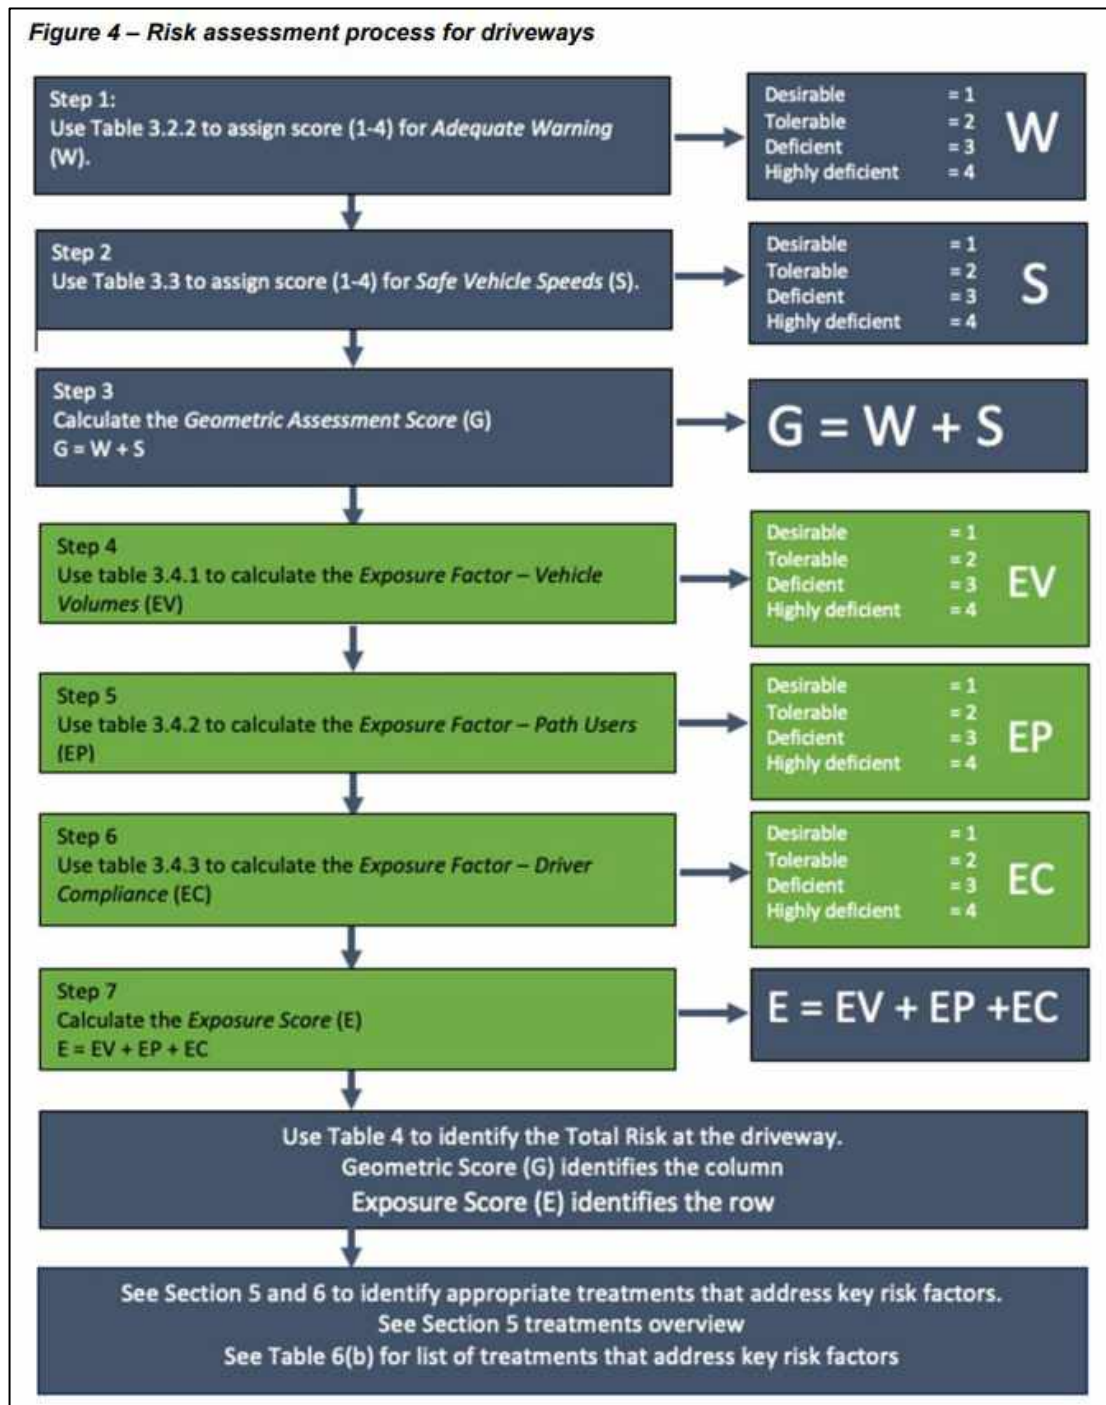 Figure 4 – Risk assessment process for driveways
Step 1:
Use Table 3.2.2 to assign score (1-4) for Adequate Warning
(W).
Desirable = 1
Tolerable = 2
Deficient = 3
Highly deficient = 4
W
Step 2
Use Table 3.3 to assign score (1-4) for Safe Vehicle Speeds (S).
Desirable = 1
Tolerable = 2
Deficient = 3
Highly deficient = 4
S
Step 3
Calculate the Geometric Assessment Score (G)
G = W + S
G = W + S
Step 4
Use table 3.4.1 to calculate the Exposure Factor – Vehicle
Volumes (EV)
Desirable = 1
Tolerable = 2
Deficient = 3
Highly deficient = 4
EV
Step 5
Use table 3.4.2 to calculate the Exposure Factor – Path Users
(EP)
Desirable = 1
Tolerable = 2
Deficient = 3
Highly deficient = 4
EP
Step 6
Use table 3.4.3 to calculate the Exposure Factor – Driver
Compliance (EC)
Desirable = 1
Tolerable = 2
Deficient = 3
Highly deficient = 4
EC
Step 7
Calculate the Exposure Score (E)
E = EV + EP + EC
E = EV + EP +EC
Use Table 4 to identify the Total Risk at the driveway.
Geometric Score (G) identifies the column
Exposure Score (E) identifies the row
See Section 5 and 6 to identify appropriate treatments that address key risk factors.
See Section 5 treatments overview
See Table 6(b) for list of treatments that address key risk factors